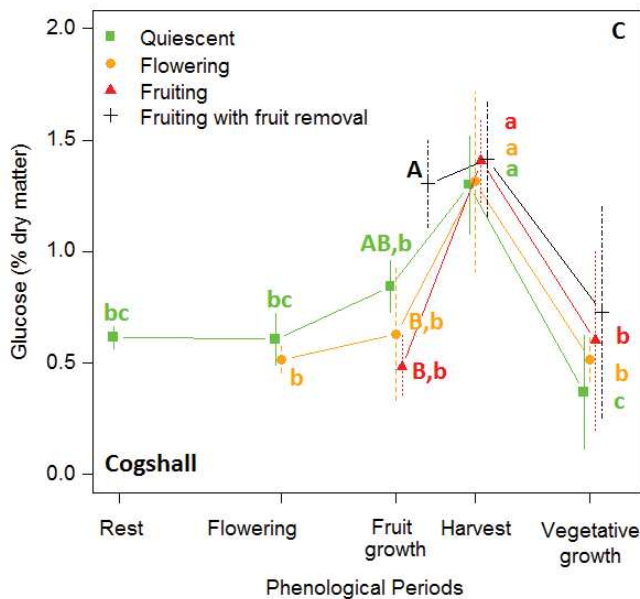 C
Quiescent
Flowering
Fruiting
Fruiting with fruit removal
2.0
1.5
1.0
0.5
0.0
Glucose (% dry matter)
a
a
a
A
AB,b
bc
bc
B,b
b
B,b
b
b
c
Cogshall
Rest
Flowering
Fruit
growth
Harvest
Vegetative
growth
Phenological Periods